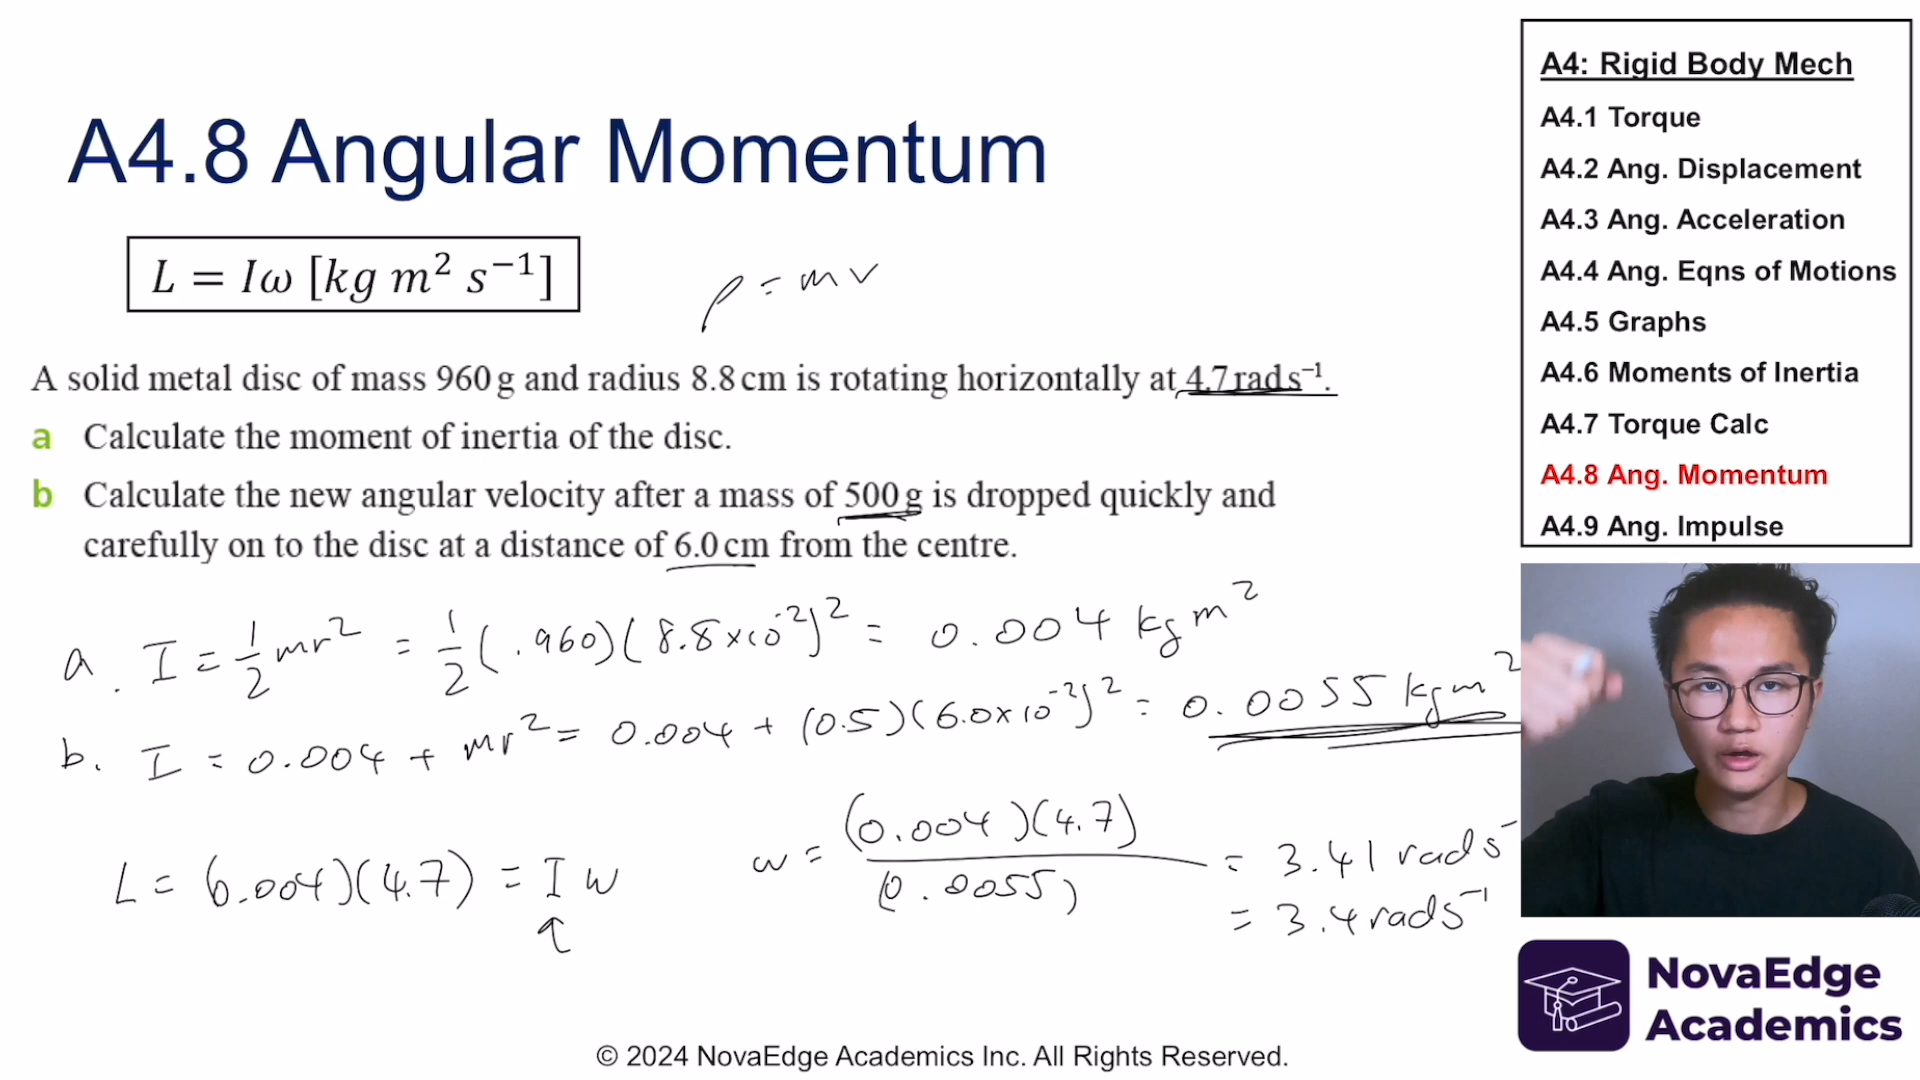 A4.8 Angular Momentum
L = Iω [kg m² s⁻¹]
p = mv
A solid metal disc of mass 960 g and radius 8.8 cm is rotating horizontally at 4.7 rad s⁻¹.
a Calculate the moment of inertia of the disc.
b Calculate the new angular velocity after a mass of 500 g is dropped quickly and
carefully on to the disc at a distance of 6.0 cm from the centre.
a. I = 1/2 mr² = 1/2 (.960)(8.8×10⁻²)² = 0.004 kg m²
b. I = 0.004 + mr² = 0.004 + (0.5)(6.0×10⁻²)² = 0.0055 kg m²
L = (0.004)(4.7) = I ω
ω = (0.004)(4.7) / (0.0055) = 3.41 rad s⁻
= 3.4 rad s⁻¹
A4: Rigid Body Mech
A4.1 Torque
A4.2 Ang. Displacement
A4.3 Ang. Acceleration
A4.4 Ang. Eqns of Motions
A4.5 Graphs
A4.6 Moments of Inertia
A4.7 Torque Calc
A4.8 Ang. Momentum
A4.9 Ang. Impulse
NovaEdge
Academics
© 2024 NovaEdge Academics Inc. All Rights Reserved.